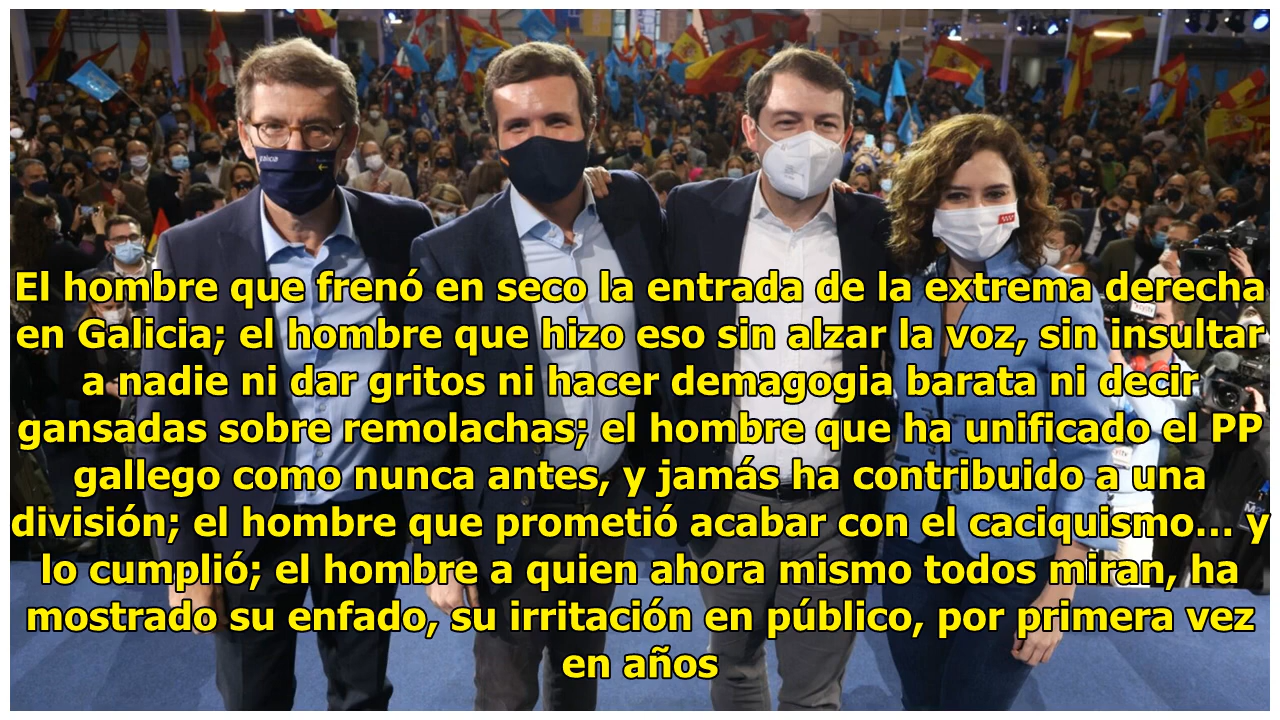 El hombre que frenó en seco la entrada de la extrema derecha
en Galicia; el hombre que hizo eso sin alzar la voz, sin insultar
a nadie ni dar gritos ni hacer demagogia barata ni decir
gansadas sobre remolachas; el hombre que ha unificado el PP
gallego como nunca antes, y jamás ha contribuido a una
división; el hombre que prometió acabar con el caciquismo... y
lo cumplió; el hombre a quien ahora mismo todos miran, ha
mostrado su enfado, su irritación en público, por primera vez
en años